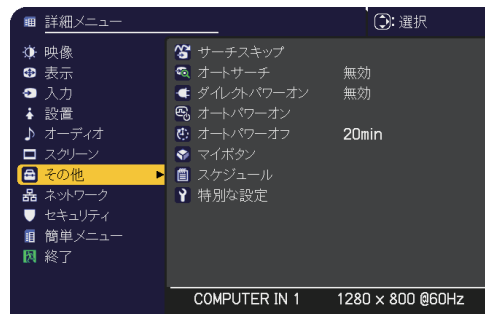 詳細メニュー
：選択
映像
表示
入力
設置
オーディオ
スクリーン
その他
ネットワーク
セキュリティ
簡単メニュー
終了
サーチスキップ
オートサーチ 無効
ダイレクトパワーオン 無効
オートパワーオン
オートパワーオフ 20min
マイボタン
スケジュール
特別な設定
COMPUTER IN 1 1280 × 800 @60Hz